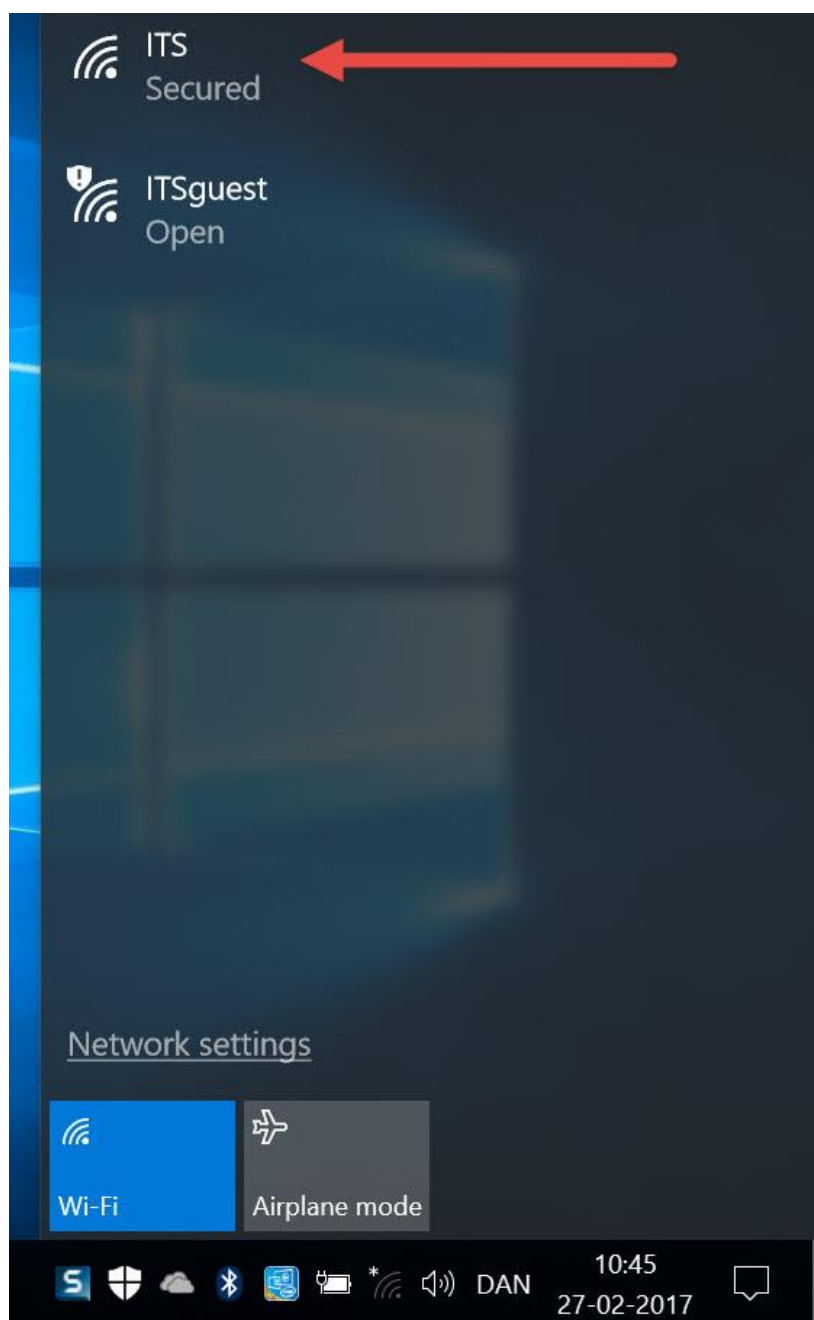 ITS
Secured
ITSguest
Open
Network settings
Wi-Fi
Airplane mode
S
DAN
10:45
27-02-2017